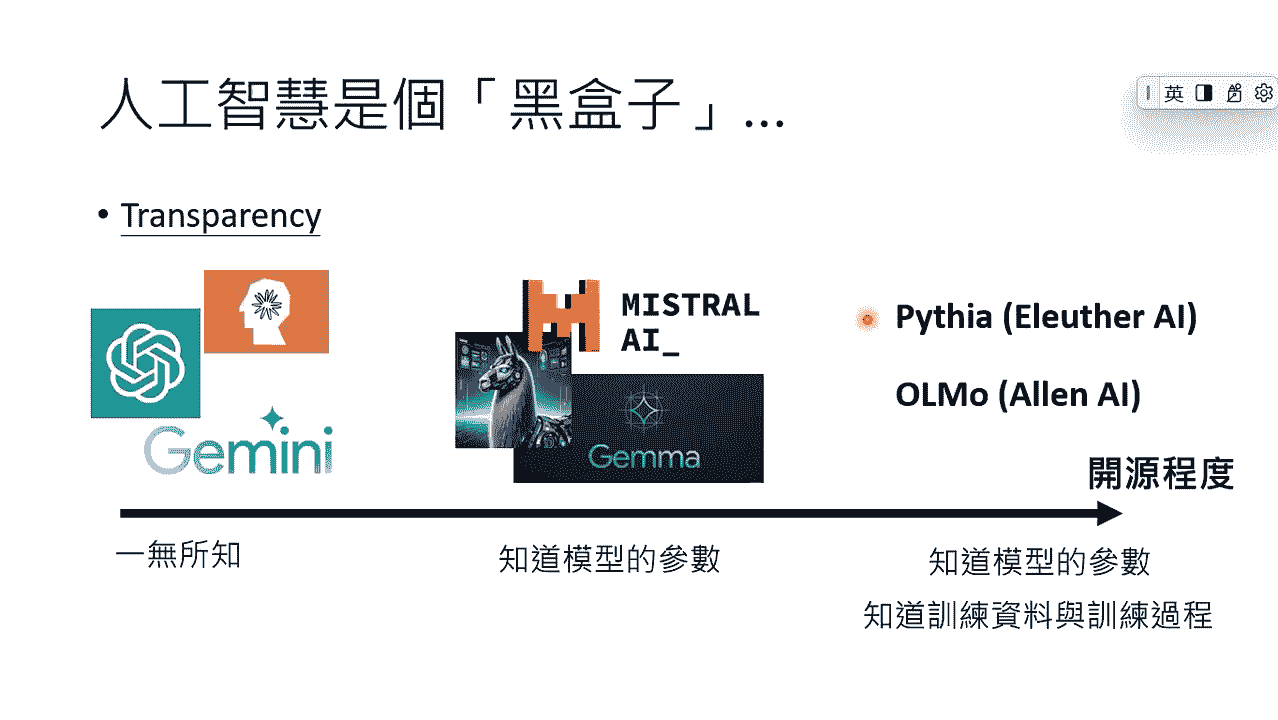 人工智慧是個「黑盒子」...
英
• Transparency
MISTRAL
AI_
Pythia (Eleuther AI)
OLMo (Allen AI)
Gemini
Gemma
開源程度
一無所知
知道模型的參數
知道模型的參數
知道訓練資料與訓練過程